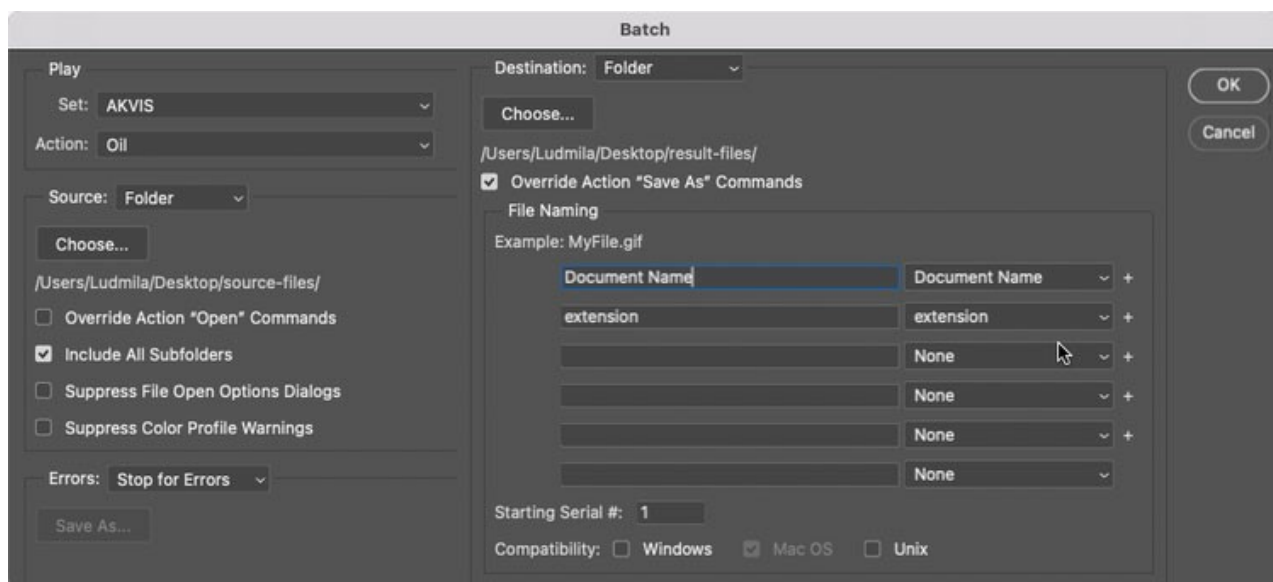 Batch
Play
Set: AKVIS
Action: Oil
Source: Folder
Choose...
/Users/Ludmila/Desktop/source-files/
Override Action "Open" Commands
Include All Subfolders
Suppress File Open Options Dialogs
Suppress Color Profile Warnings
Errors: Stop for Errors
Save As...
Destination: Folder
Choose...
/Users/Ludmila/Desktop/result-files/
Override Action "Save As" Commands
File Naming
Example: MyFile.gif
Document Name Document Name +
extension extension +
None +
None +
None +
None
Starting Serial #: 1
Compatibility: Windows Mac OS Unix
OK
Cancel